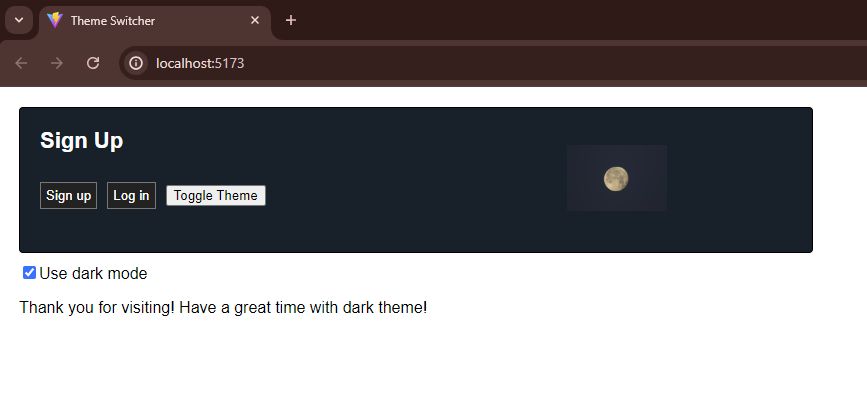 Theme Switcher
localhost:5173
Sign Up
Sign up Log in Toggle Theme
Use dark mode
Thank you for visiting! Have a great time with dark theme!